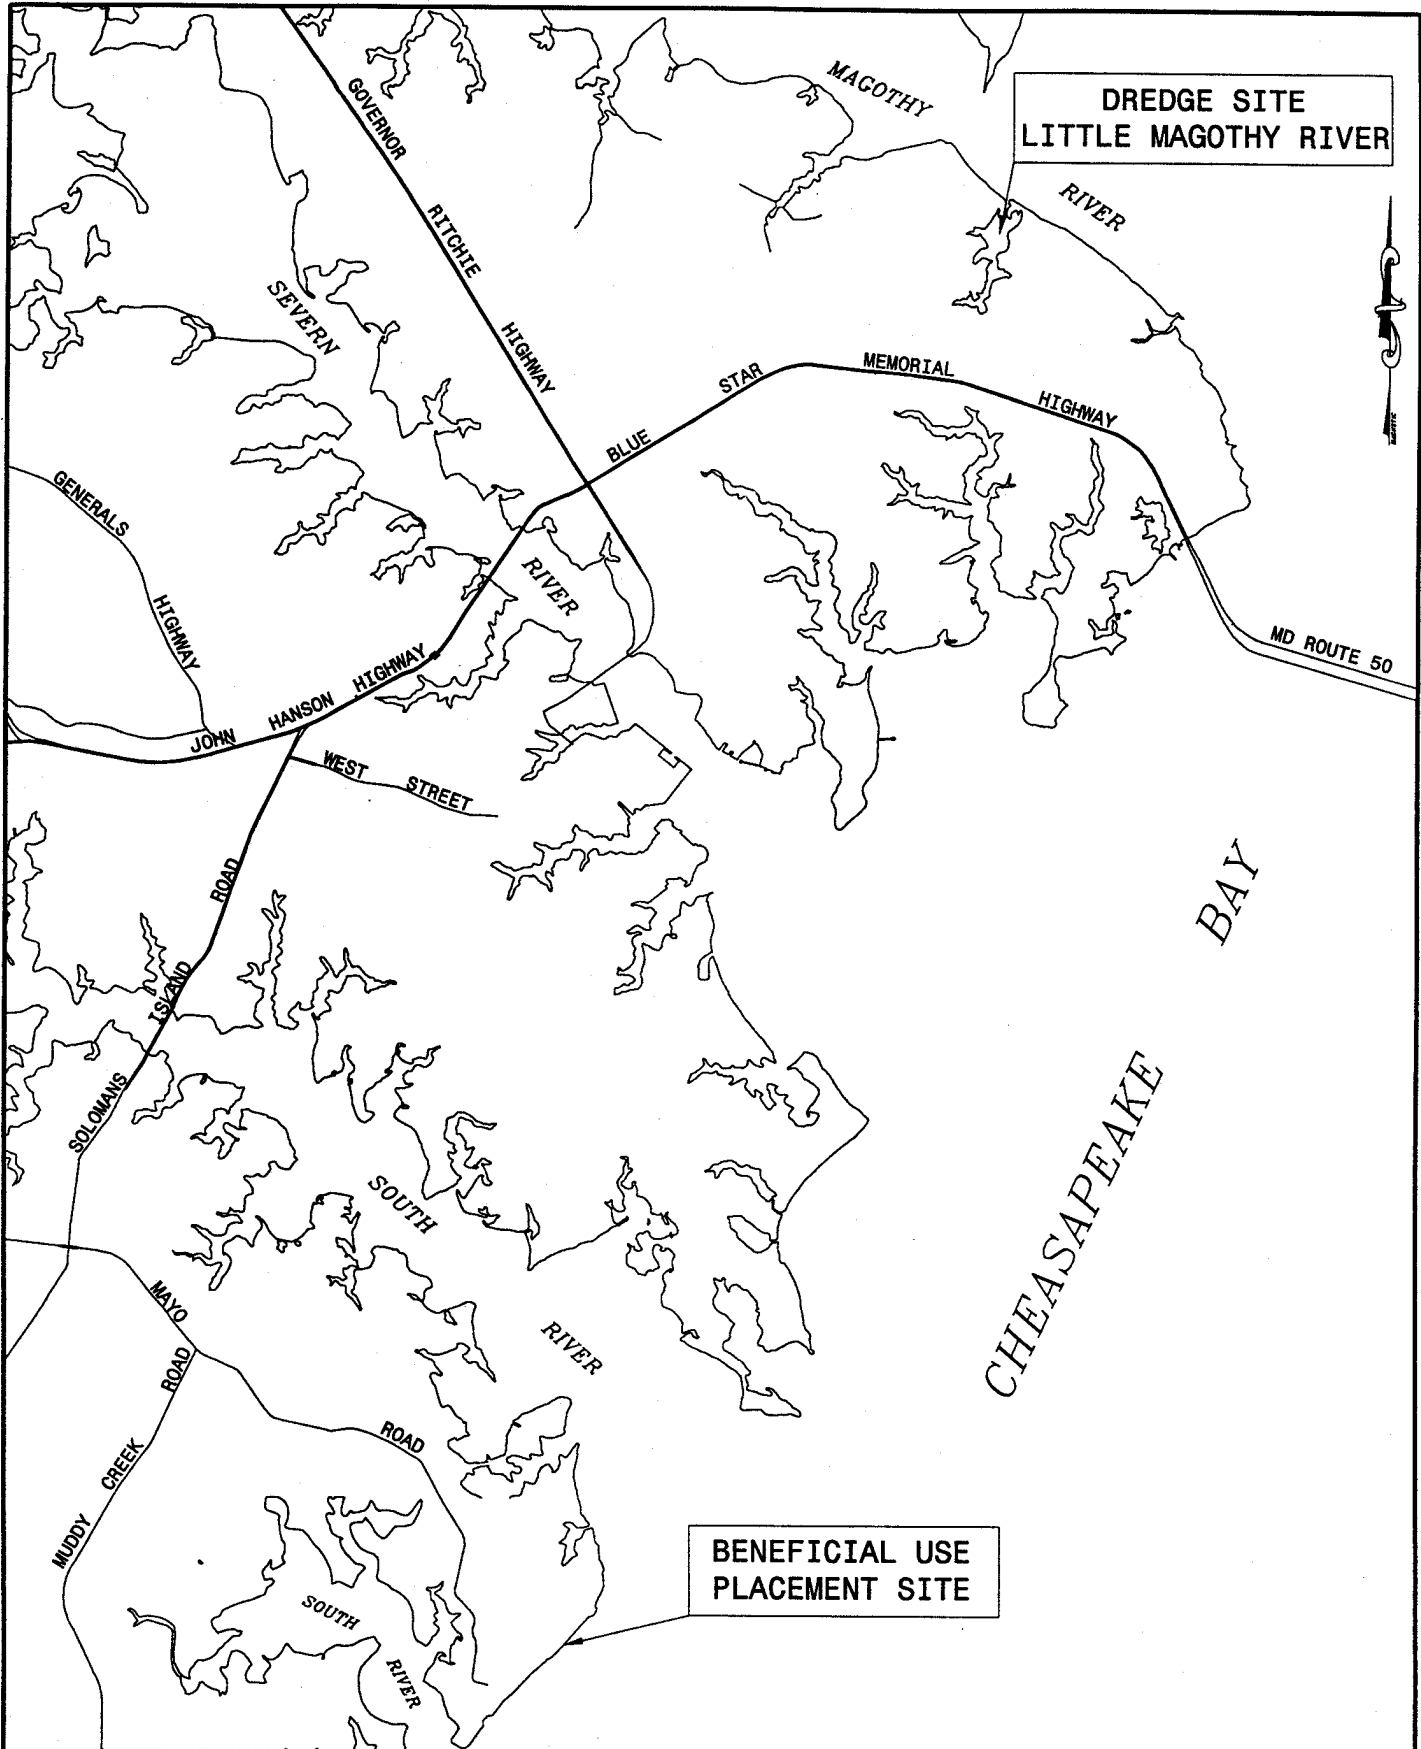 MAGOTHY
RIVER
DREDGE SITE
LITTLE MAGOTHY RIVER
GOVERNOR
RITCHIE
HIGHWAY
SEVERN
RIVER
BLUE
STAR
MEMORIAL
HIGHWAY
MD ROUTE 50
GENERALS
HIGHWAY
JOHN
HANSON
HIGHWAY
WEST
STREET
SOLOMANS
ISLAND
ROAD
BAY
CHEASAPEAKE
SOUTH
RIVER
MAYO
ROAD
MUDDY
CREEK
ROAD
BENEFICIAL USE
PLACEMENT SITE
SOUTH
RIVER